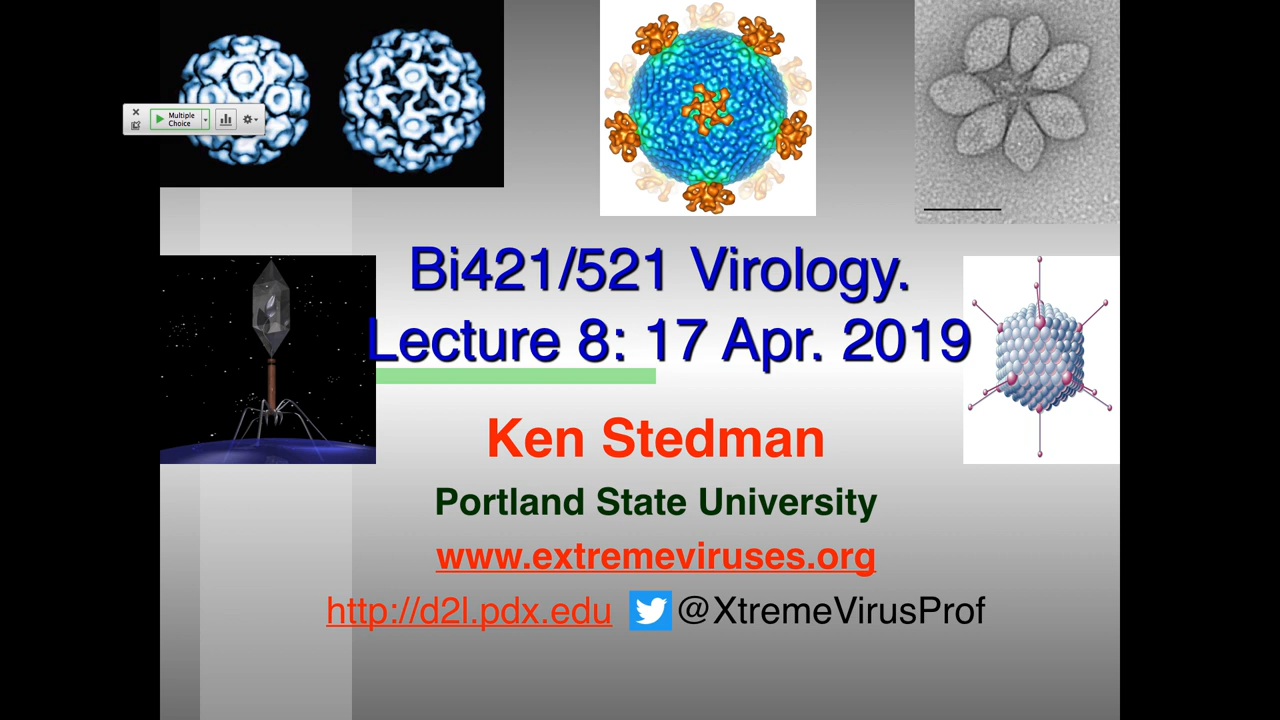 Multiple
Choice
Bi421/521 Virology.
Lecture 8: 17 Apr. 2019
Ken Stedman
Portland State University
www.extremeviruses.org
http://d2l.pdx.edu @XtremeVirusProf